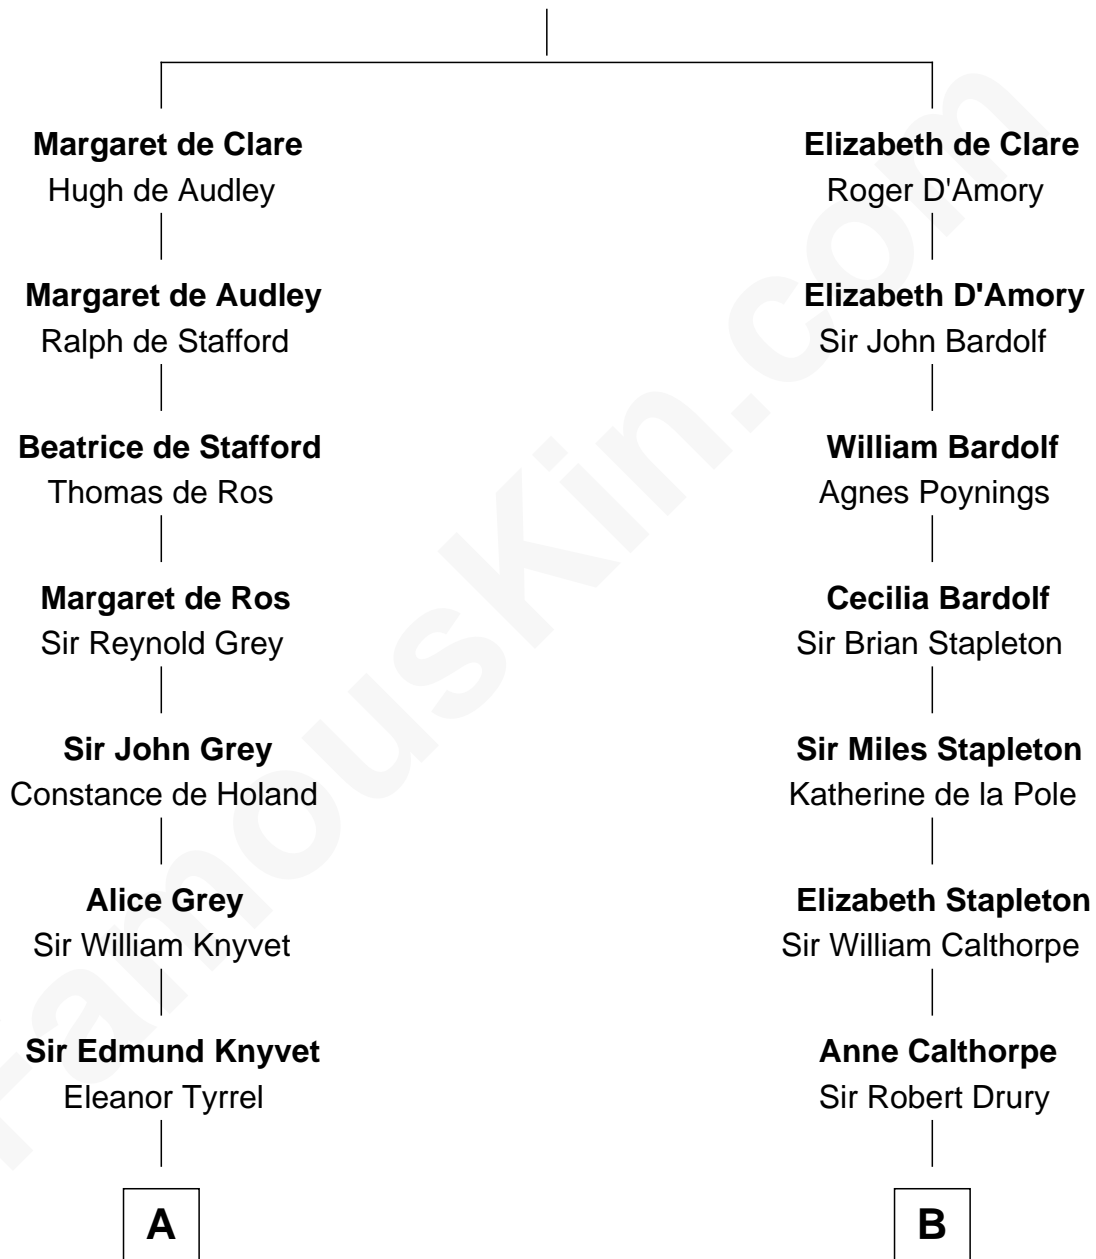 Margaret de Clare
Hugh de Audley
Elizabeth de Clare
Roger D'Amory
Margaret de Audley
Ralph de Stafford
Elizabeth D'Amory
Sir John Bardolf
Beatrice de Stafford
Thomas de Ros
William Bardolf
Agnes Poynings
Margaret de Ros
Sir Reynold Grey
Cecilia Bardolf
Sir Brian Stapleton
Sir John Grey
Constance de Holand
Sir Miles Stapleton
Katherine de la Pole
Alice Grey
Sir William Knyvet
Elizabeth Stapleton
Sir William Calthorpe
Sir Edmund Knyvet
Eleanor Tyrrel
Anne Calthorpe
Sir Robert Drury
A
B
FamousKin.com